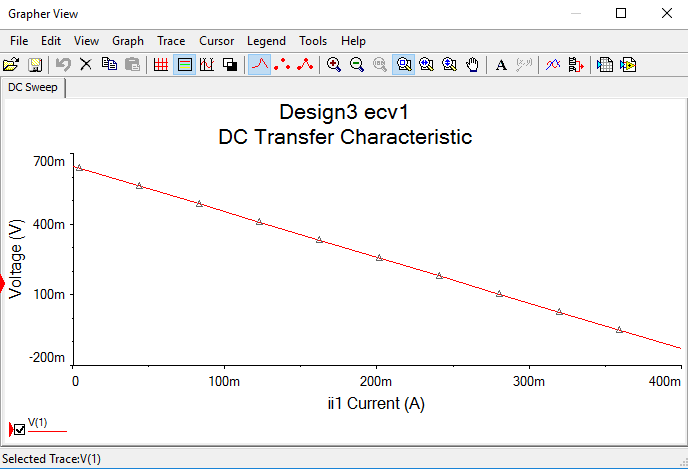 Grapher View
File Edit View Graph Trace Cursor Legend Tools Help
DC Sweep
Design3 ecv1
DC Transfer Characteristic
Voltage (V)
700m
400m
100m
-200m
0 100m 200m 300m 400m
ii1 Current (A)
V(1)
Selected Trace:V(1)